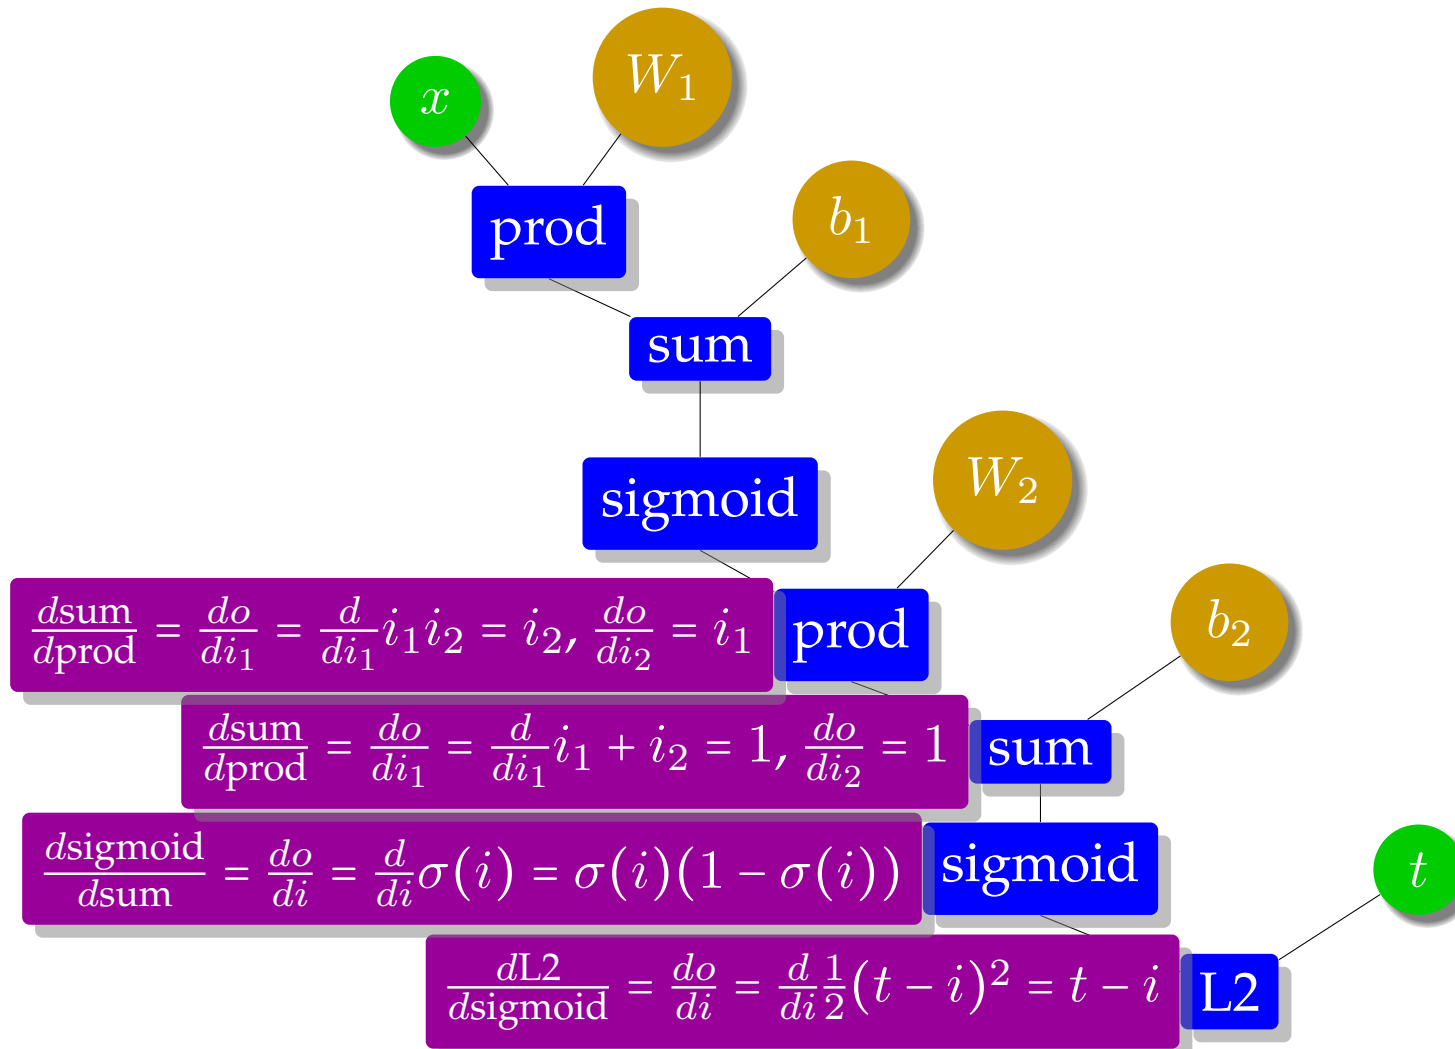 x
W₁
prod
b₁
sum
sigmoid
W₂
dsum/dprod = do/di₁ = d/di₁ i₁i₂ = i₂, do/di₂ = i₁
prod
b₂
dsum/dprod = do/di₁ = d/di₁ i₁ + i₂ = 1, do/di₂ = 1
sum
dsigmoid/dsum = do/di = d/di σ(i) = σ(i)(1 − σ(i))
sigmoid
t
dL2/dsigmoid = do/di = d/di 1/2(t − i)² = t − i
L2